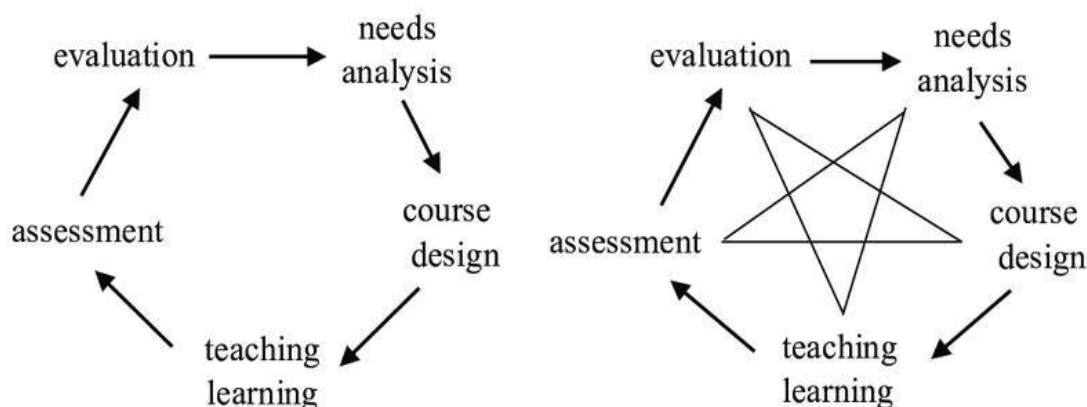 evaluation
needs
analysis
course
design
teaching
learning
assessment
evaluation
needs
analysis
course
design
teaching
learning
assessment